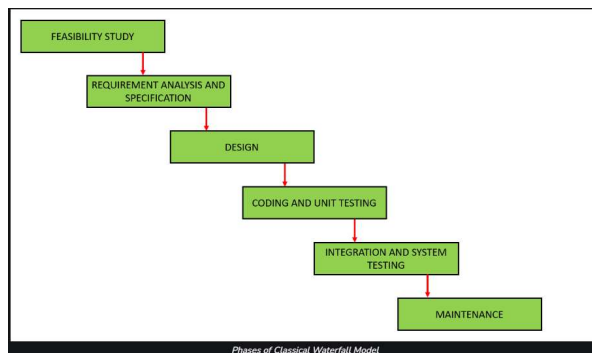 FEASIBILITY STUDY
REQUIREMENT ANALYSIS AND
SPECIFICATION
DESIGN
CODING AND UNIT TESTING
INTEGRATION AND SYSTEM
TESTING
MAINTENANCE
Phases of Classical Waterfall Model